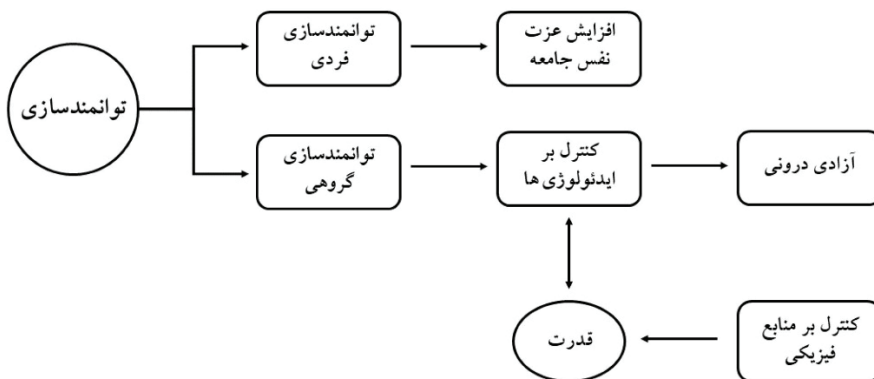 توانمندسازی
توانمندسازی
فردی
افزایش عزت
نفس جامعه
توانمندسازی
گروهی
کنترل بر
ایدئولوژی ها
آزادی درونی
قدرت
کنترل بر منابع
فیزیکی